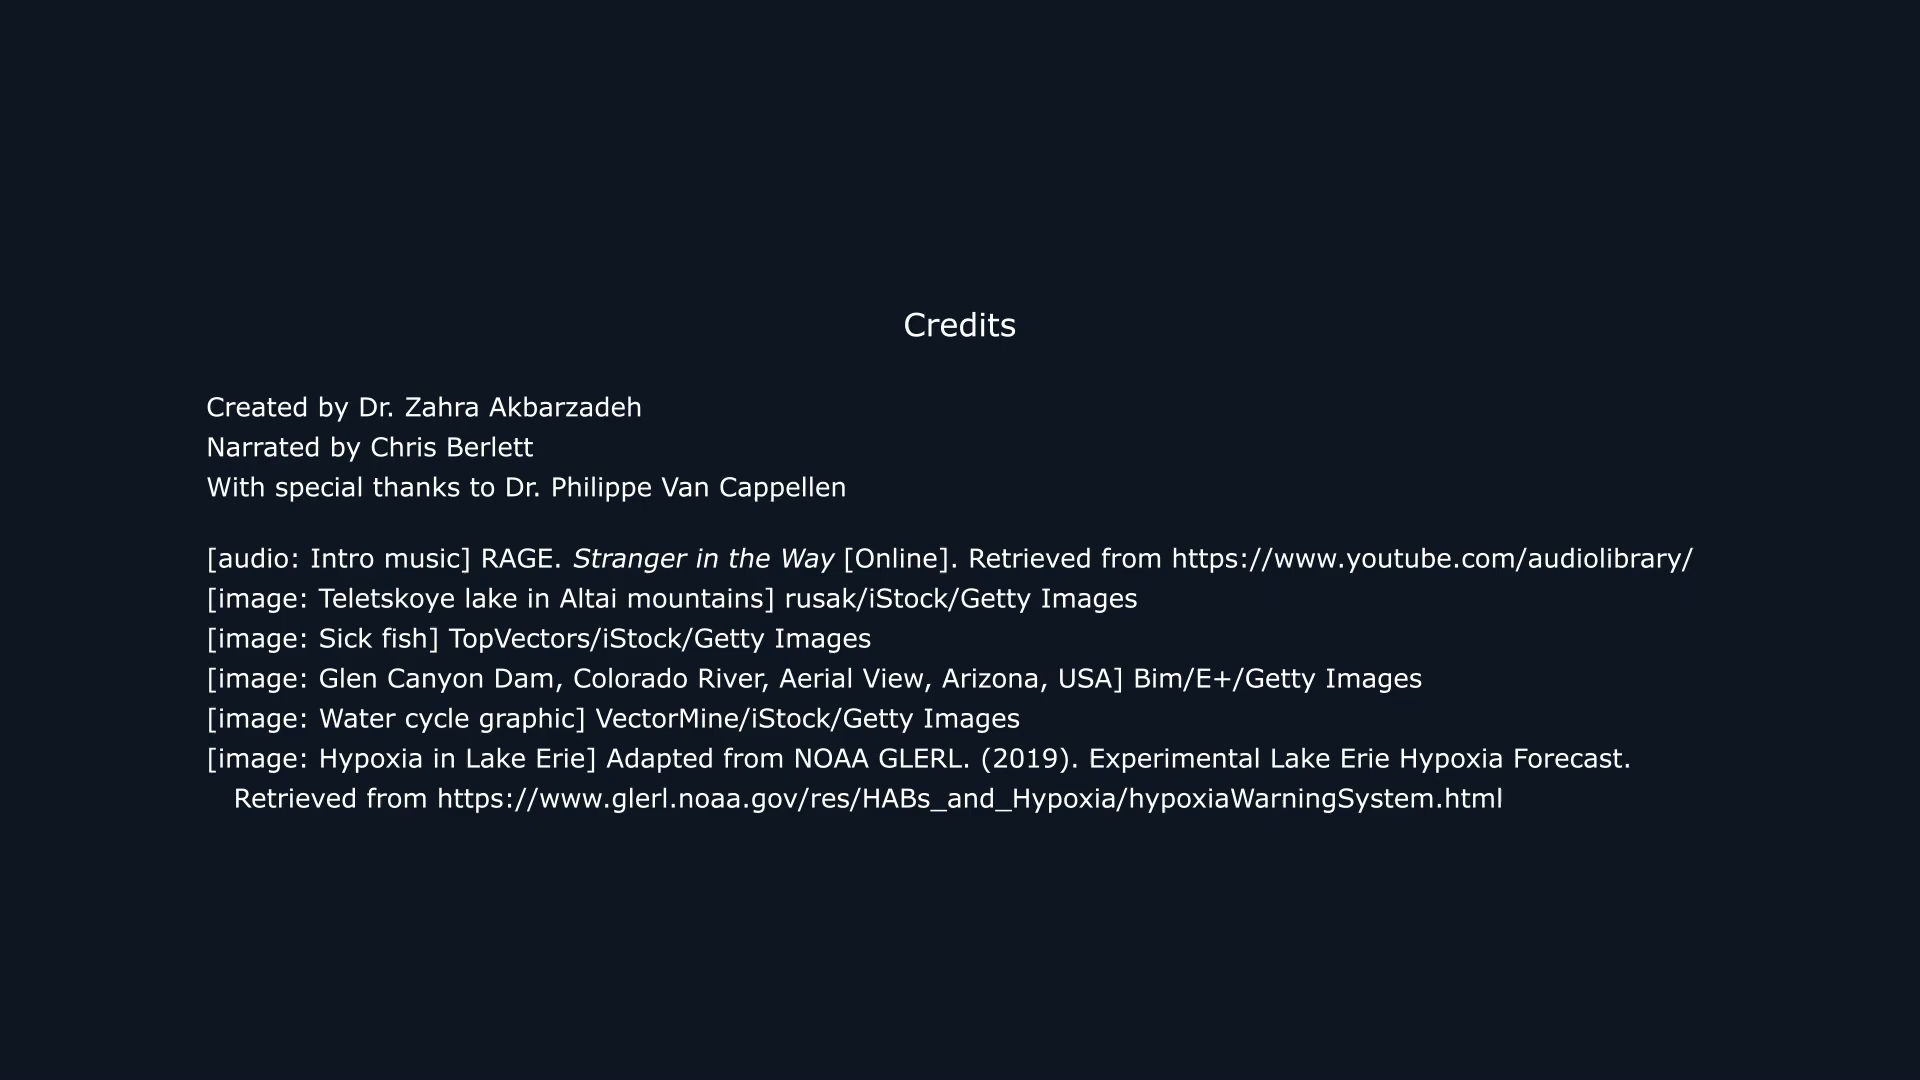 Credits
Created by Dr. Zahra Akbarzadeh
Narrated by Chris Berlett
With special thanks to Dr. Philippe Van Cappellen
[audio: Intro music] RAGE. Stranger in the Way [Online]. Retrieved from https://www.youtube.com/audiolibrary/
[image: Teletskoye lake in Altai mountains] rusak/iStock/Getty Images
[image: Sick fish] TopVectors/iStock/Getty Images
[image: Glen Canyon Dam, Colorado River, Aerial View, Arizona, USA] Bim/E+/Getty Images
[image: Water cycle graphic] VectorMine/iStock/Getty Images
[image: Hypoxia in Lake Erie] Adapted from NOAA GLERL. (2019). Experimental Lake Erie Hypoxia Forecast.
Retrieved from https://www.glerl.noaa.gov/res/HABs_and_Hypoxia/hypoxiaWarningSystem.html